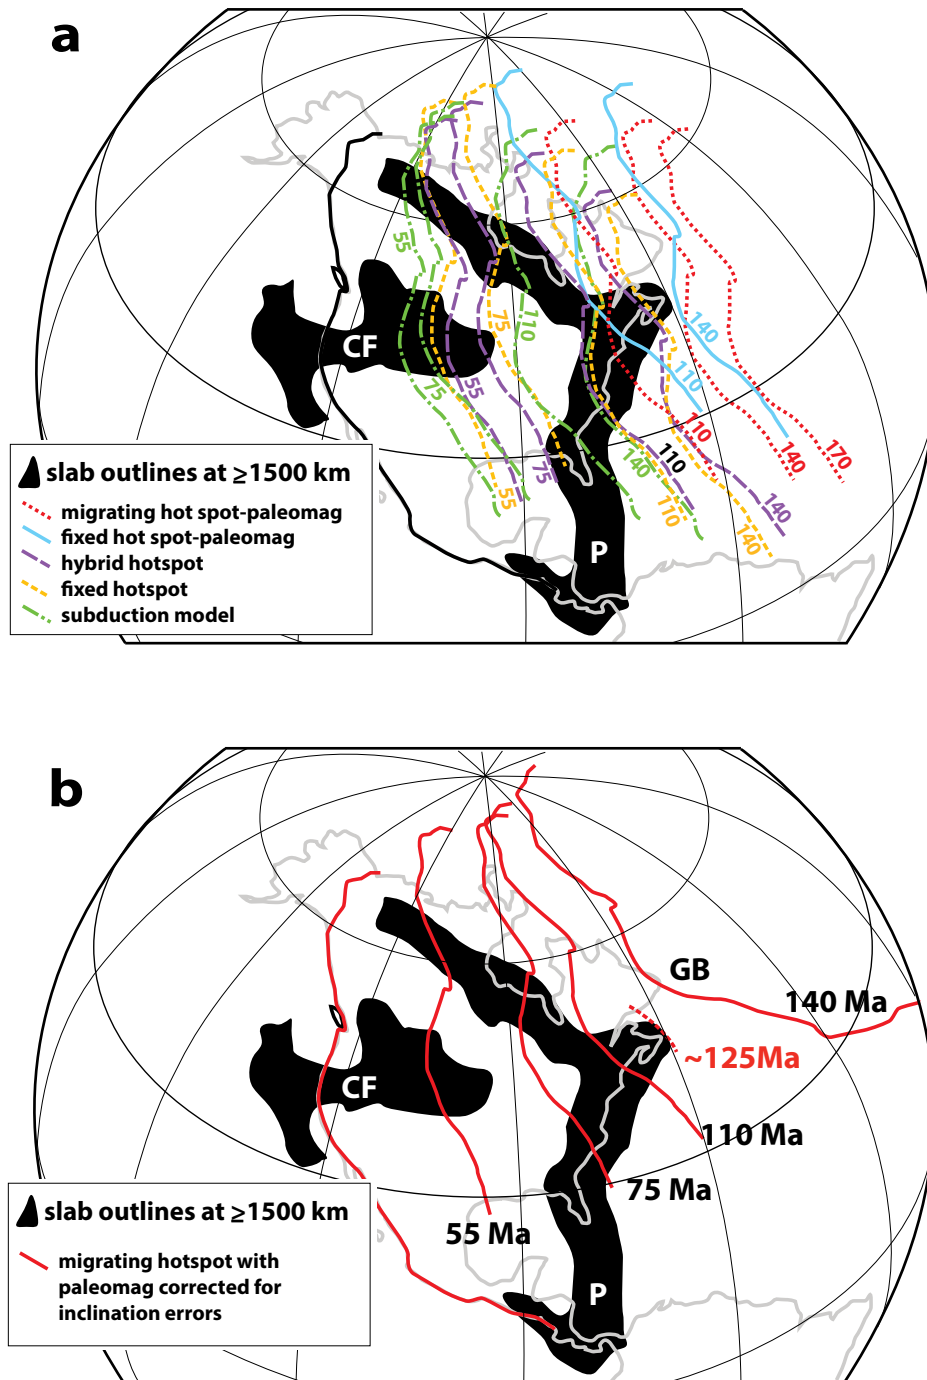 a
55
CF
75
55
75
110
140
110
140
110
110
140
170
75
55
140
110
140
140
P
slab outlines at ≥1500 km
migrating hot spot-paleomag
fixed hot spot-paleomag
hybrid hotspot
fixed hotspot
subduction model
b
GB
140 Ma
~125Ma
CF
110 Ma
75 Ma
55 Ma
P
slab outlines at ≥1500 km
migrating hotspot with
paleomag corrected for
inclination errors